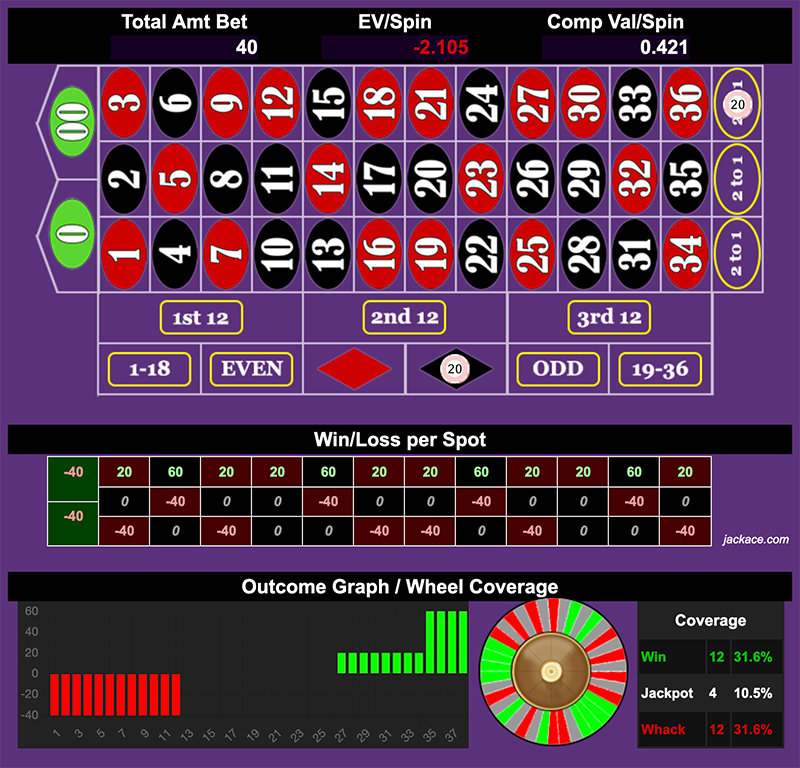 Total Amt Bet EV/Spin Comp Val/Spin
40 -2.105 0.421
00 3 6 9 12 15 18 21 24 27 30 33 36 20
2 5 8 11 14 17 20 23 26 29 32 35 2 to 1
0 1 4 7 10 13 16 19 22 25 28 31 34 2 to 1
1st 12 2nd 12 3rd 12
1-18 EVEN 20 ODD 19-36
Win/Loss per Spot
-40 20 60 20 20 60 20 20 60 20 20 60 20
0 -40 0 0 -40 0 0 -40 0 0 -40 0
-40 -40 0 -40 0 0 -40 -40 0 0 0 0 -40
jackace.com
Outcome Graph / Wheel Coverage
60
40
20
0
-20
-40
1 3 5 7 9 11 13 15 17 19 21 23 25 27 29 31 33 35 37
Coverage
Win 12 31.6%
Jackpot 4 10.5%
Whack 12 31.6%